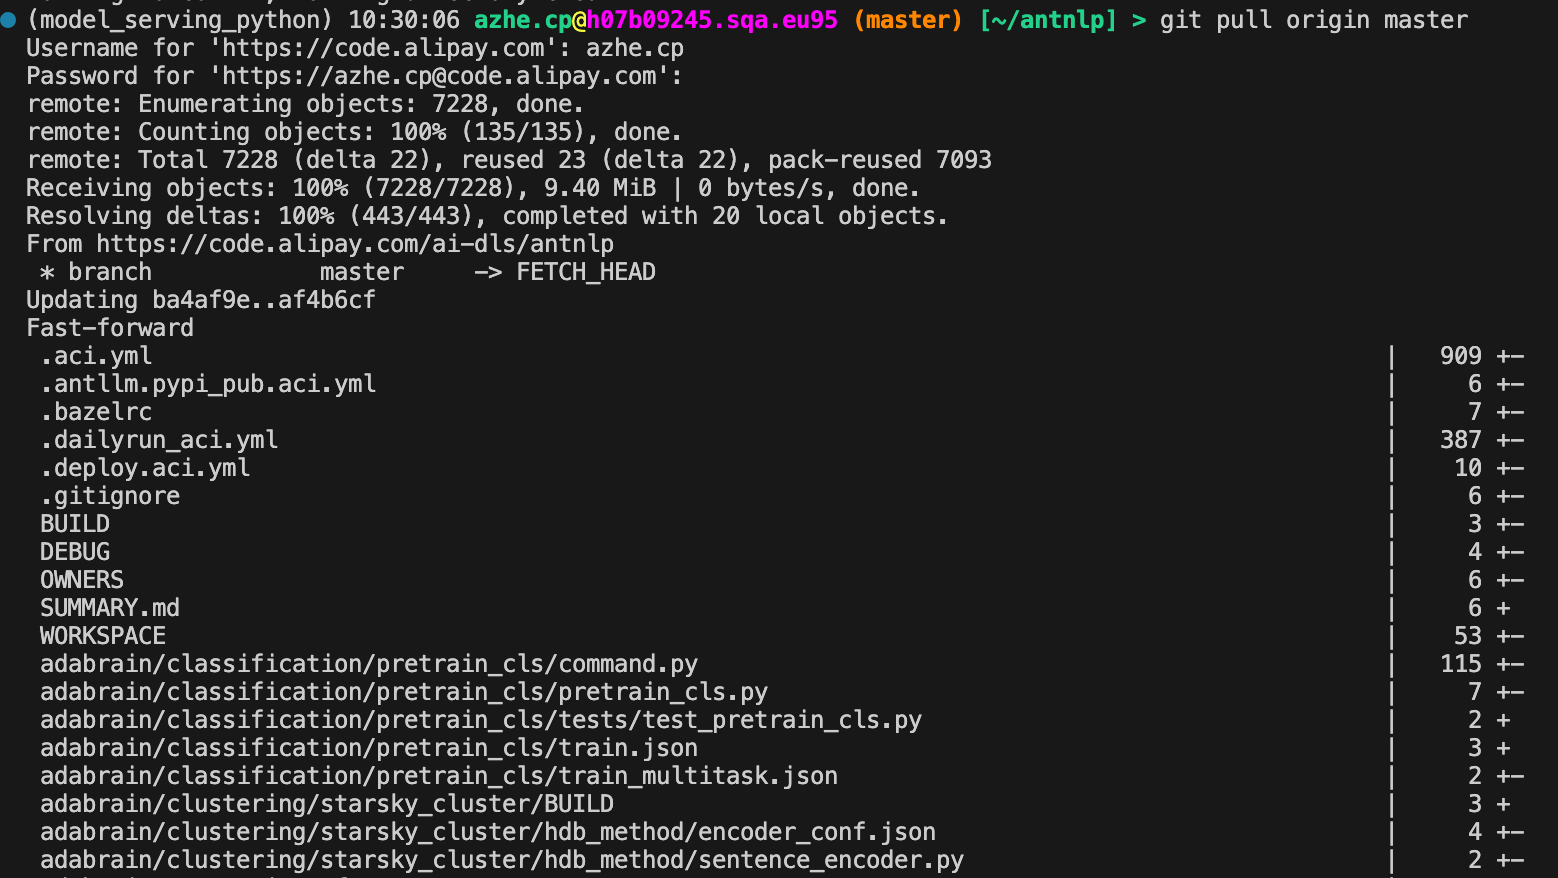 (model_serving_python) 10:30:06 azhe.cp@h07b09245.sqa.eu95 (master) [~/antnlp] > git pull origin master
Username for 'https://code.alipay.com': azhe.cp
Password for 'https://azhe.cp@code.alipay.com':
remote: Enumerating objects: 7228, done.
remote: Counting objects: 100% (135/135), done.
remote: Total 7228 (delta 22), reused 23 (delta 22), pack-reused 7093
Receiving objects: 100% (7228/7228), 9.40 MiB | 0 bytes/s, done.
Resolving deltas: 100% (443/443), completed with 20 local objects.
From https://code.alipay.com/ai-dls/antnlp
* branch            master     -> FETCH_HEAD
Updating ba4af9e..af4b6cf
Fast-forward
.aci.yml | 909 +-
.antllm.pypi_pub.aci.yml | 6 +-
.bazelrc | 7 +-
.dailyrun_aci.yml | 387 +-
.deploy.aci.yml | 10 +-
.gitignore | 6 +-
BUILD | 3 +-
DEBUG | 4 +-
OWNERS | 6 +-
SUMMARY.md | 6 +
WORKSPACE | 53 +-
adabrain/classification/pretrain_cls/command.py | 115 +-
adabrain/classification/pretrain_cls/pretrain_cls.py | 7 +-
adabrain/classification/pretrain_cls/tests/test_pretrain_cls.py | 2 +
adabrain/classification/pretrain_cls/train.json | 3 +
adabrain/classification/pretrain_cls/train_multitask.json | 2 +-
adabrain/clustering/starsky_cluster/BUILD | 3 +
adabrain/clustering/starsky_cluster/hdb_method/encoder_conf.json | 4 +-
adabrain/clustering/starsky_cluster/hdb_method/sentence_encoder.py | 2 +-